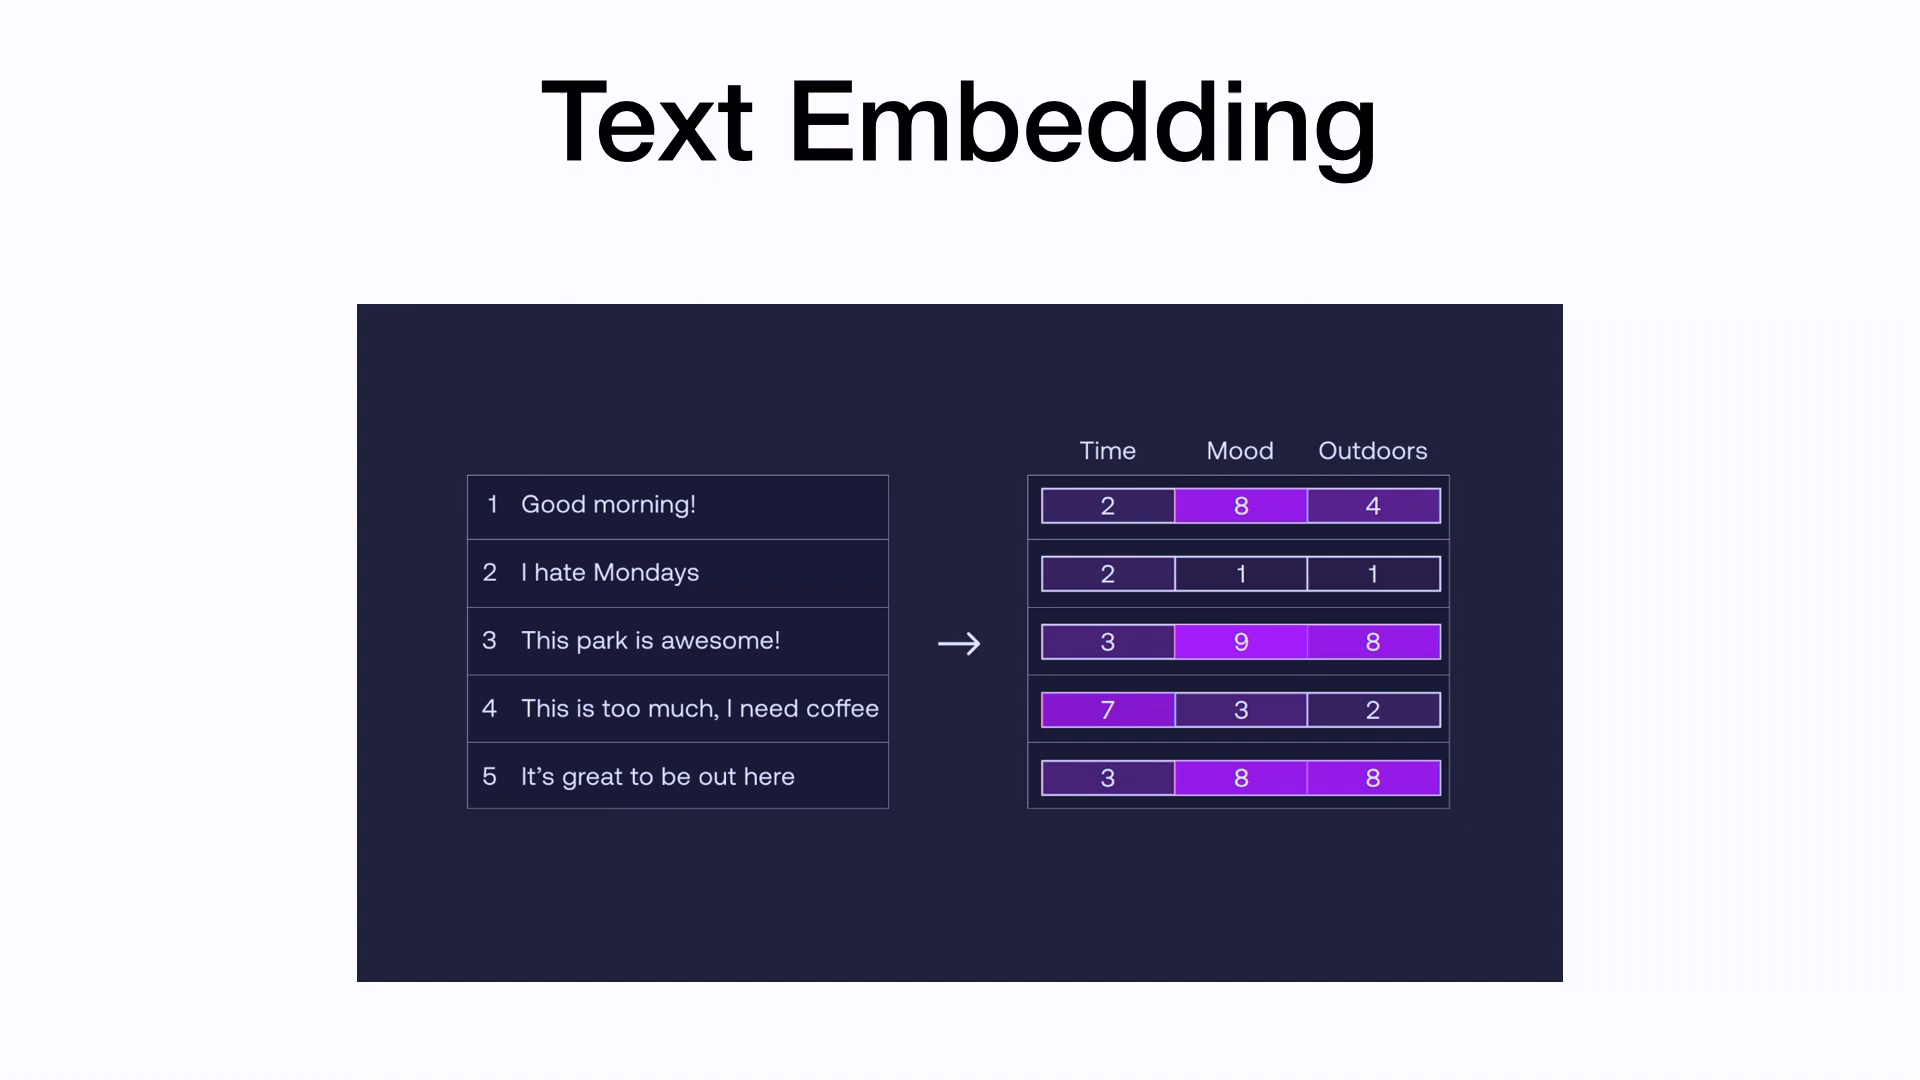 Text Embedding
Time Mood Outdoors
1 Good morning! 2 8 4
2 I hate Mondays 2 1 1
3 This park is awesome! 3 9 8
4 This is too much, I need coffee 7 3 2
5 It’s great to be out here 3 8 8